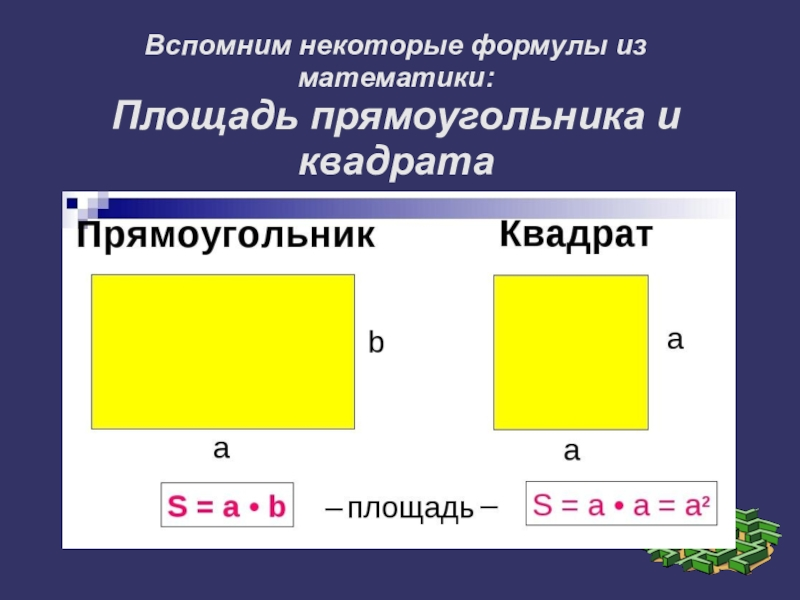 Вспомним некоторые формулы из
математики:
Площадь прямоугольника и
квадрата
Прямоугольник
Квадрат
b
a
a
a
S = a • b
– площадь –
S = a • a = a²